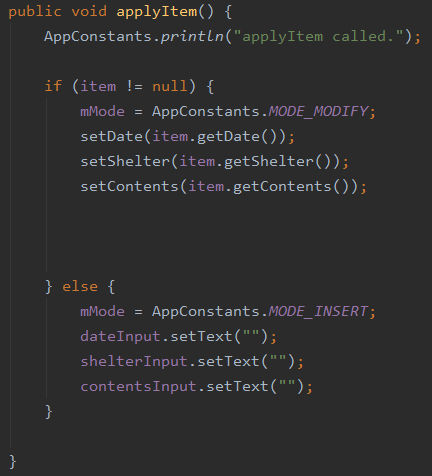 public void applyItem() {
AppConstants.println("applyItem called.");
if (item != null) {
mMode = AppConstants.MODE_MODIFY;
setDate(item.getDate());
setShelter(item.getShelter());
setContents(item.getContents());
} else {
mMode = AppConstants.MODE_INSERT;
dateInput.setText("");
shelterInput.setText("");
contentsInput.setText("");
}
}